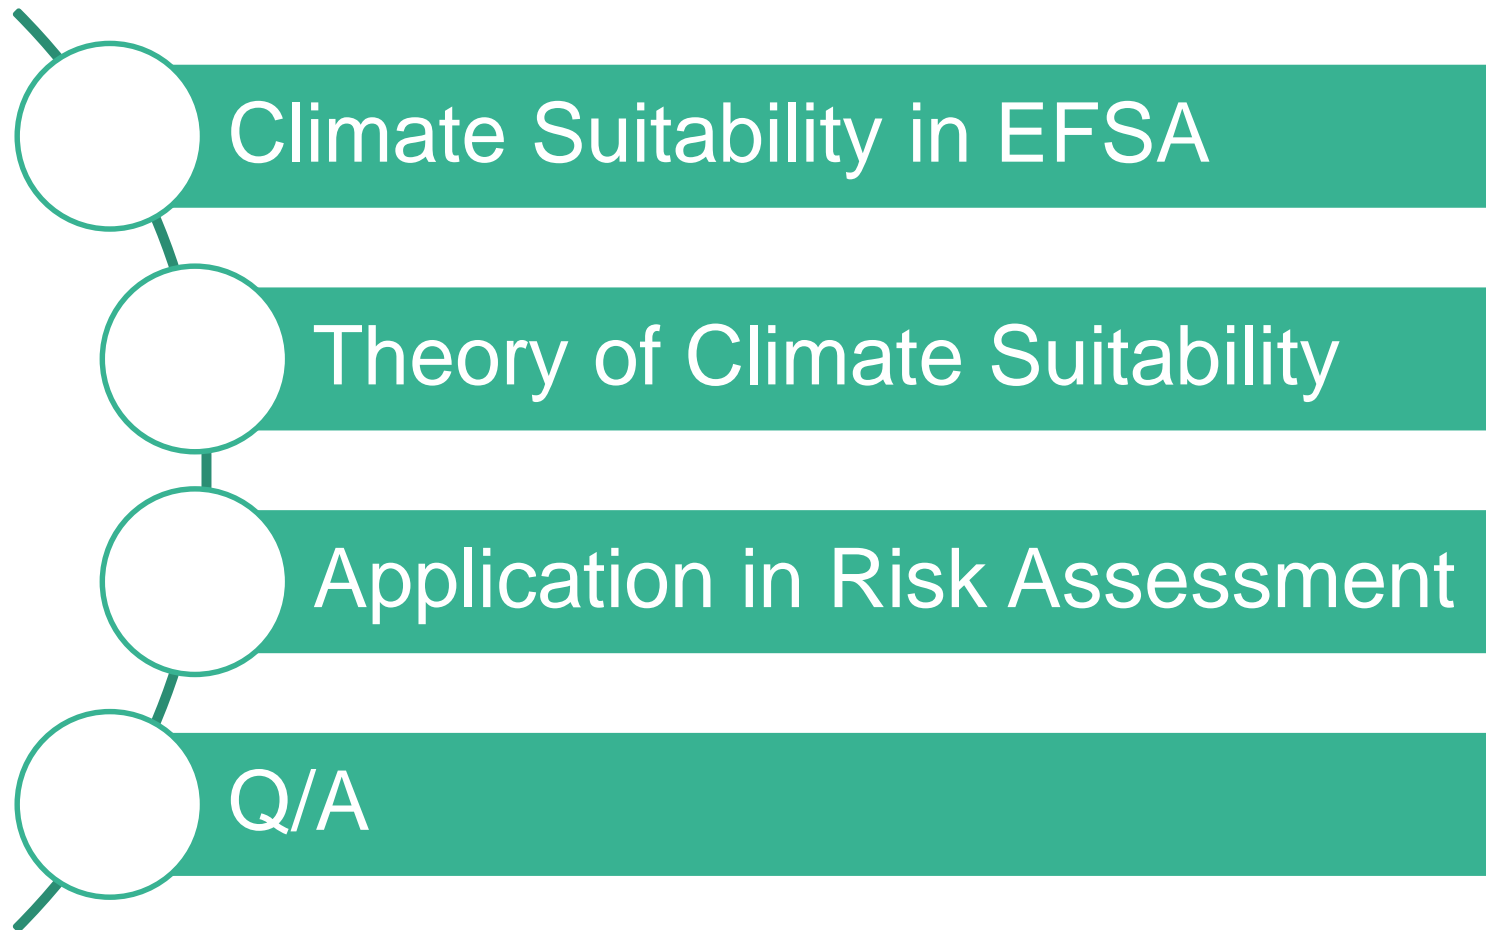 Climate Suitability in EFSA
Theory of Climate Suitability
Application in Risk Assessment
Q/A